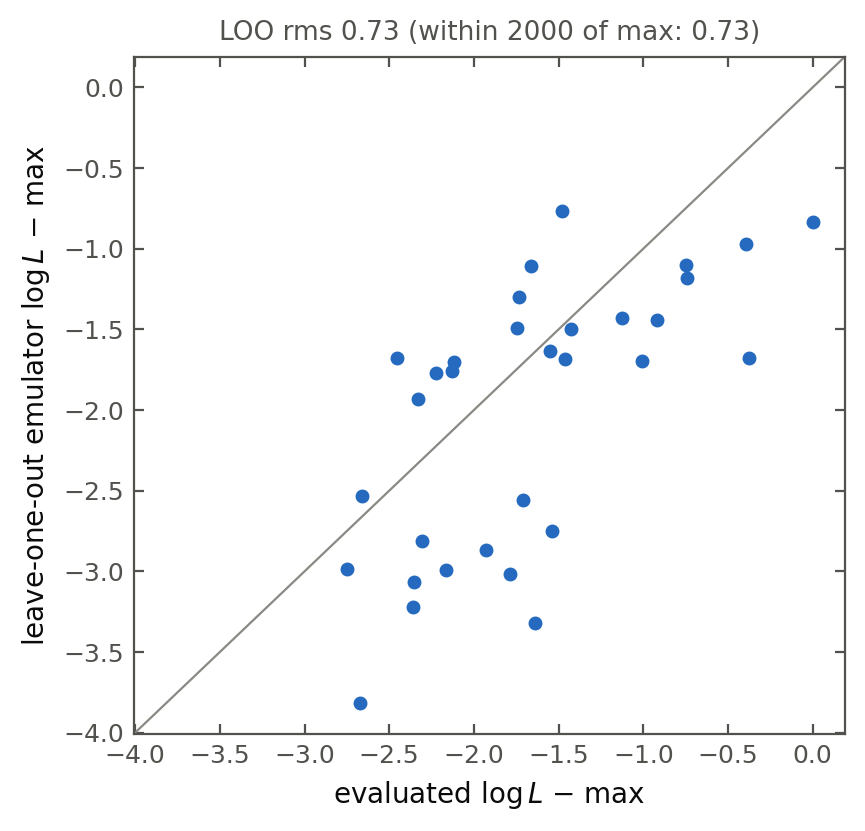 LOO rms 0.73 (within 2000 of max: 0.73)
leave-one-out emulator log L − max
0.0
−0.5
−1.0
−1.5
−2.0
−2.5
−3.0
−3.5
−4.0
−4.0 −3.5 −3.0 −2.5 −2.0 −1.5 −1.0 −0.5 0.0
evaluated log L − max